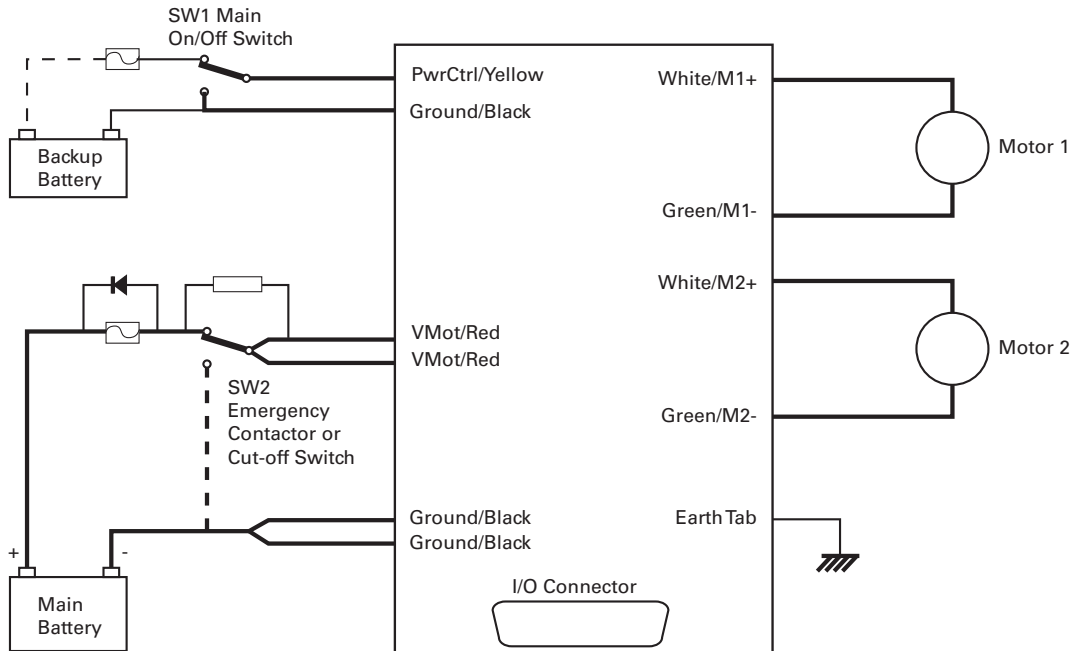 SW1 Main
On/Off Switch
PwrCtrl/Yellow
Ground/Black
Backup
Battery
White/M1+
Motor 1
Green/M1-
White/M2+
Motor 2
Green/M2-
VMot/Red
VMot/Red
SW2
Emergency
Contactor or
Cut-off Switch
Ground/Black
Ground/Black
Earth Tab
+
-
Main
Battery
I/O Connector